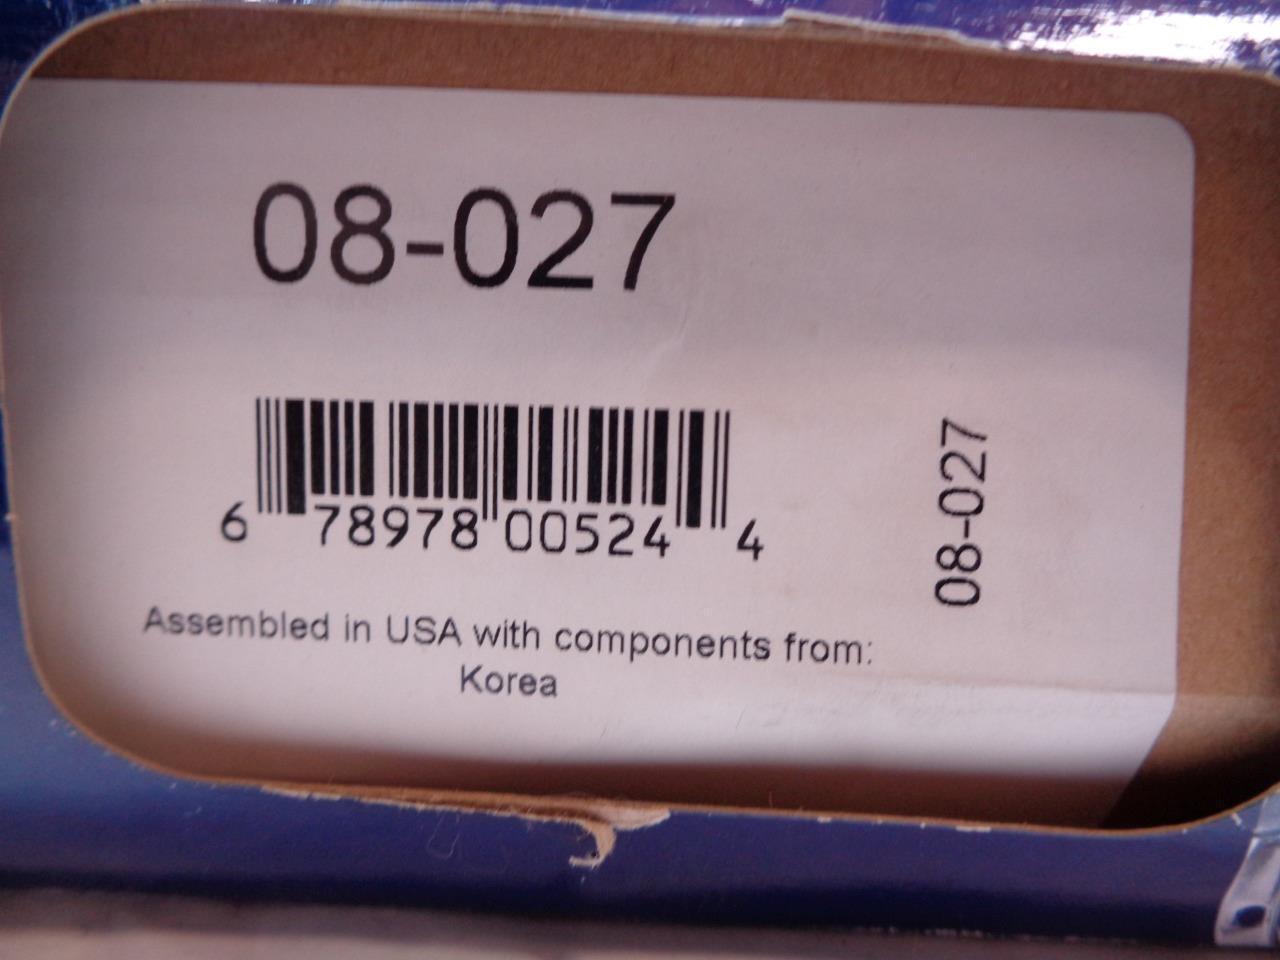 08-027
6 78978 00524 4
08-027
Assembled in USA with components from:
Korea